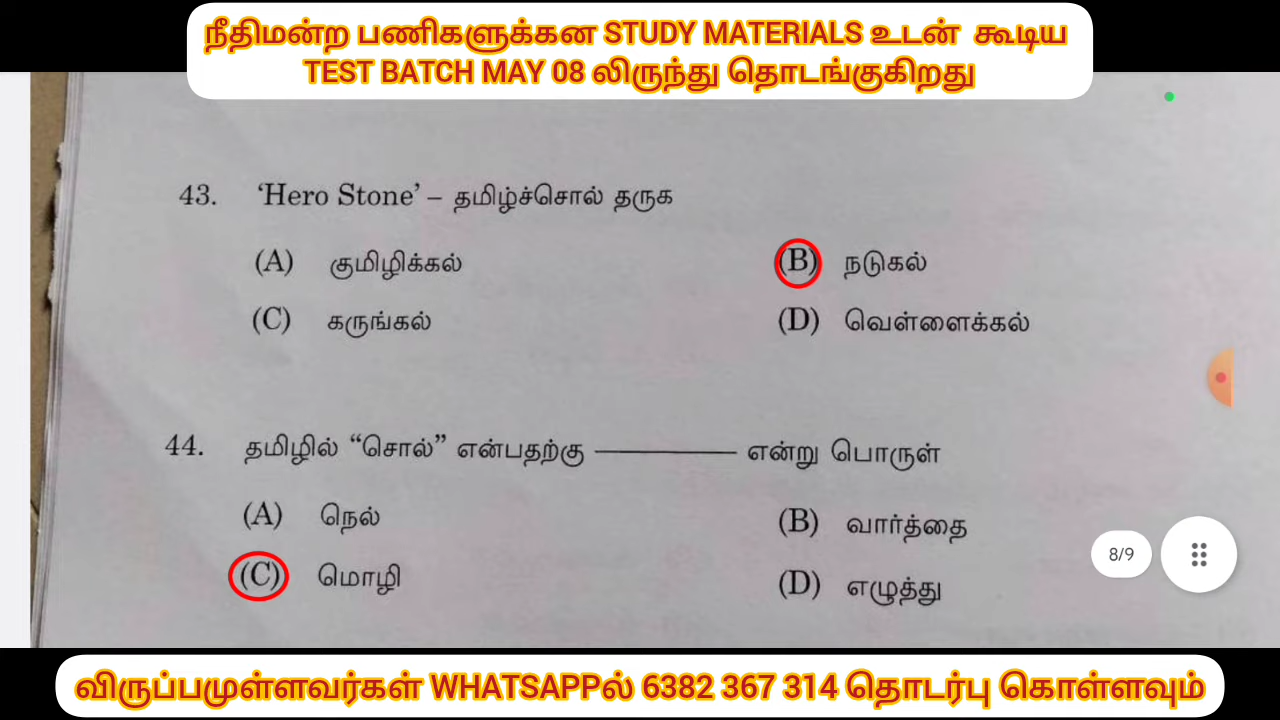 நீதிமன்ற பணிகளுக்கன STUDY MATERIALS உடன் கூடிய
TEST BATCH MAY 08 லிருந்து தொடங்குகிறது
43. ‘Hero Stone’ – தமிழ்ச்சொல் தருக
(A) குமிழிக்கல் (B) நடுகல்
(C) கருங்கல் (D) வெள்ளைக்கல்
44. தமிழில் “சொல்” என்பதற்கு ———— என்று பொருள்
(A) நெல் (B) வார்த்தை
(C) மொழி (D) எழுத்து
8/9
விருப்பமுள்ளவர்கள் WHATSAPPல் 6382 367 314 தொடர்பு கொள்ளவும்